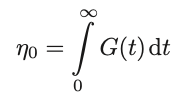 η₀ = ∫₀^∞ G(t) dt